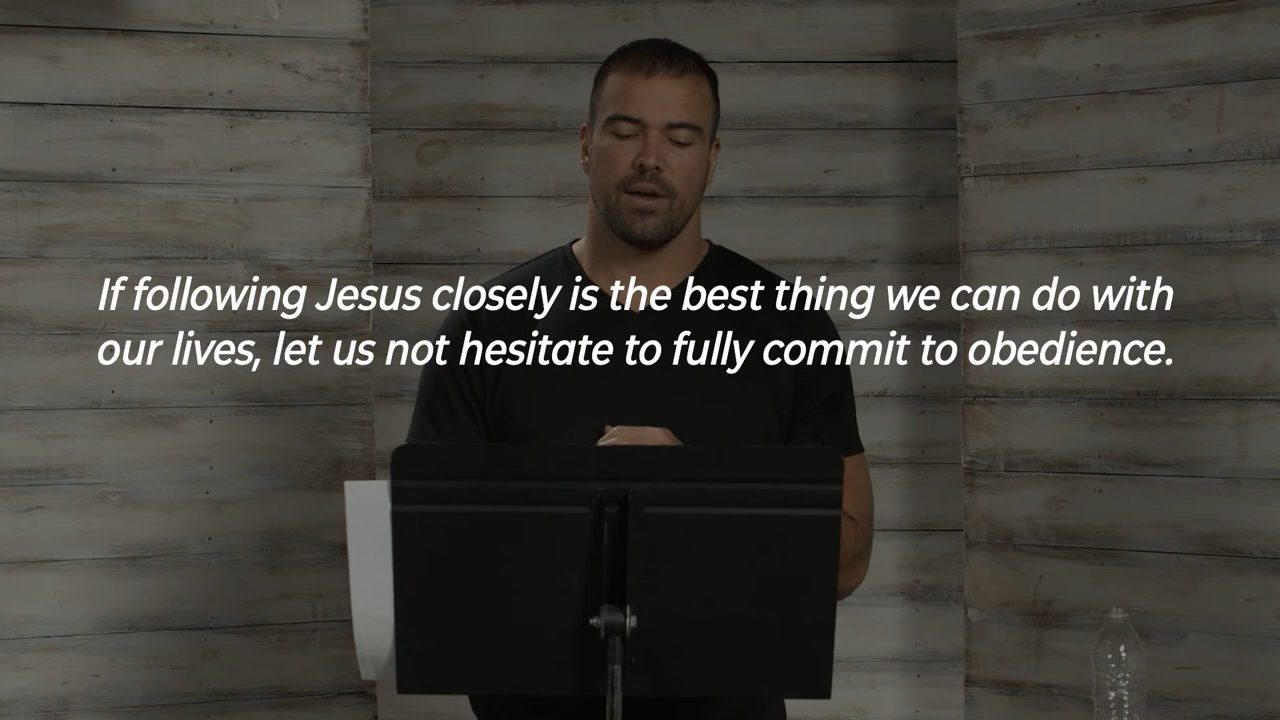 If following Jesus closely is the best thing we can do with
our lives, let us not hesitate to fully commit to obedience.